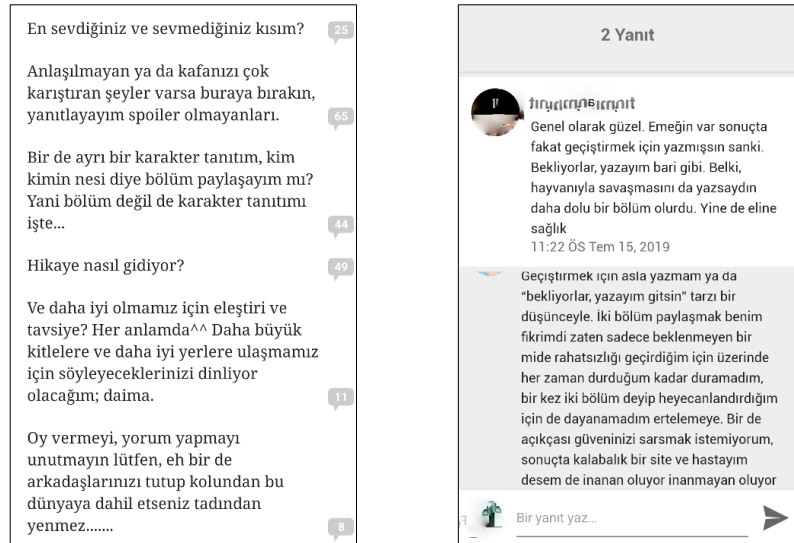 En sevdiğiniz ve sevmediğiniz kısım?
25
Anlaşılmayan ya da kafanızı çok
karıştıran şeyler varsa buraya bırakın,
yanıtlayayım spoiler olmayanları.
65
Bir de ayrı bir karakter tanıtım, kim
kimin nesi diye bölüm paylaşayım mı?
Yani bölüm değil de karakter tanıtımı
işte...
44
Hikaye nasıl gidiyor?
49
Ve daha iyi olmamız için eleştiri ve
tavsiye? Her anlamda^^ Daha büyük
kitlelere ve daha iyi yerlere ulaşmamız
için söyleyeceklerinizi dinliyor
olacağım; daima.
11
Oy vermeyi, yorum yapmayı
unutmayın lütfen, eh bir de
arkadaşlarınızı tutup kolundan bu
dünyaya dahil etseniz tadından
yenmez.......
8
2 Yanıt
Genel olarak güzel. Emeğin var sonuçta
fakat geçiştirmek için yazmışsın sanki.
Bekliyorlar, yazayım bari gibi. Belki,
hayvanıyla savaşmasını da yazsaydın
daha dolu bir bölüm olurdu. Yine de eline
sağlık
11:22 ÖS Tem 15, 2019
Geçiştirmek için asla yazmam ya da
“bekliyorlar, yazayım gitsin” tarzı bir
düşünceyle. İki bölüm paylaşmak benim
fikrimdi zaten sadece beklenmeyen bir
mide rahatsızlığı geçirdiğim için üzerinde
her zaman durduğum kadar duramadım,
bir kez iki bölüm deyip heyecanlandırdığım
için de dayanamadım ertelemeye. Bir de
açıkçası güveninizi sarsmak istemiyorum,
sonuçta kalabalık bir site ve hastayım
desem de inanan oluyor inanmayan oluyor
Bir yanıt yaz...